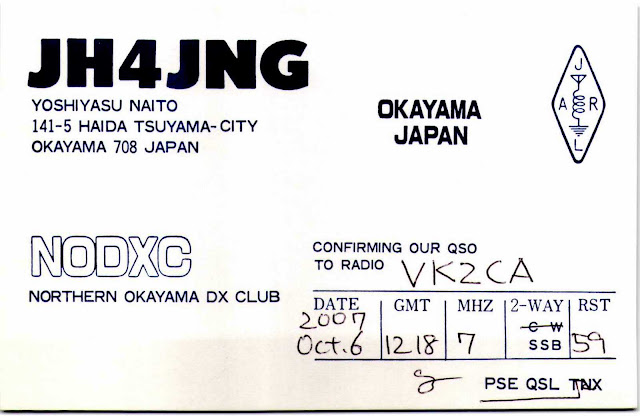 JH4JNG
YOSHIYASU NAITO
141-5 HAIDA TSUYAMA-CITY
OKAYAMA 708 JAPAN
OKAYAMA
JAPAN
J
A R
L
NODXC
NORTHERN OKAYAMA DX CLUB
CONFIRMING OUR QSO
TO RADIO VK2CA
DATE GMT MHZ 2-WAY RST
2007 CW
Oct.6 1218 7 SSB 59
PSE QSL TNX